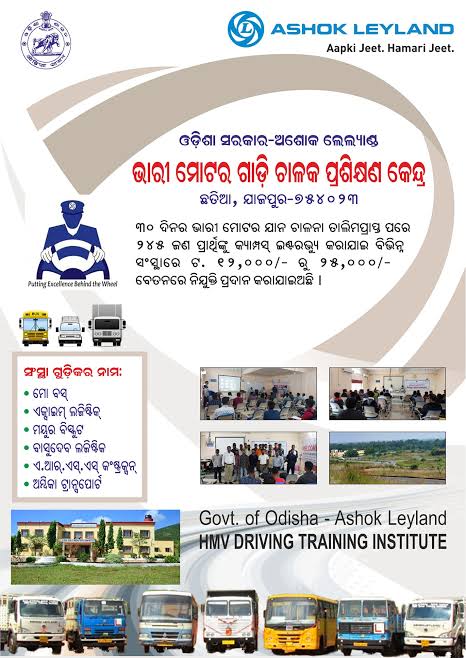 ASHOK LEYLAND
Aapki Jeet. Hamari Jeet.
ଓଡ଼ିଶା ସରକାର-ଅଶୋକ ଲେଲ୍ୟାଣ୍ଡ
ଭାରୀ ମୋଟର ଗାଡ଼ି ଚାଳକ ପ୍ରଶିକ୍ଷଣ କେନ୍ଦ୍ର
ଛତିଆ, ଯାଜପୁର-୭୫୪୦୨୩
୩୦ ଦିନର ଭାରୀ ମୋଟର ଯାନ ଚାଳନା ତାଲିମପ୍ରାପ୍ତ ପରେ
୨୪୫ ଜଣ ପ୍ରାର୍ଥିଙ୍କୁ କ୍ୟାମ୍ପସ୍ ଇଣ୍ଟରଭ୍ୟୁ କରାଯାଇ ବିଭିନ୍ନ
ସଂସ୍ଥାରେ ଟ. ୧୨,୦୦୦/- ରୁ ୨୫,୦୦୦/-
ବେତନରେ ନିଯୁକ୍ତି ପ୍ରଦାନ କରାଯାଇଅଛି ।
Putting Excellence Behind the Wheel
BUS
ସଂସ୍ଥା ଗୁଡ଼ିକର ନାମ:
• ମୋ ବସ୍
• ଏକ୍ସାଇମ୍ ଲଜିଷ୍ଟିକ୍
• ମୟୂର ବିସ୍କୁଟ
• ବାସୁଦେବ ଲଜିଷ୍ଟିକ
• ଏ.ଆର୍.ଏସ୍.ଏସ୍ କଂଷ୍ଟ୍ରକ୍ସନ୍
• ଅମ୍ବିକା ଟ୍ରାନ୍ସପୋର୍ଟ
Govt. of Odisha - Ashok Leyland
HMV DRIVING TRAINING INSTITUTE